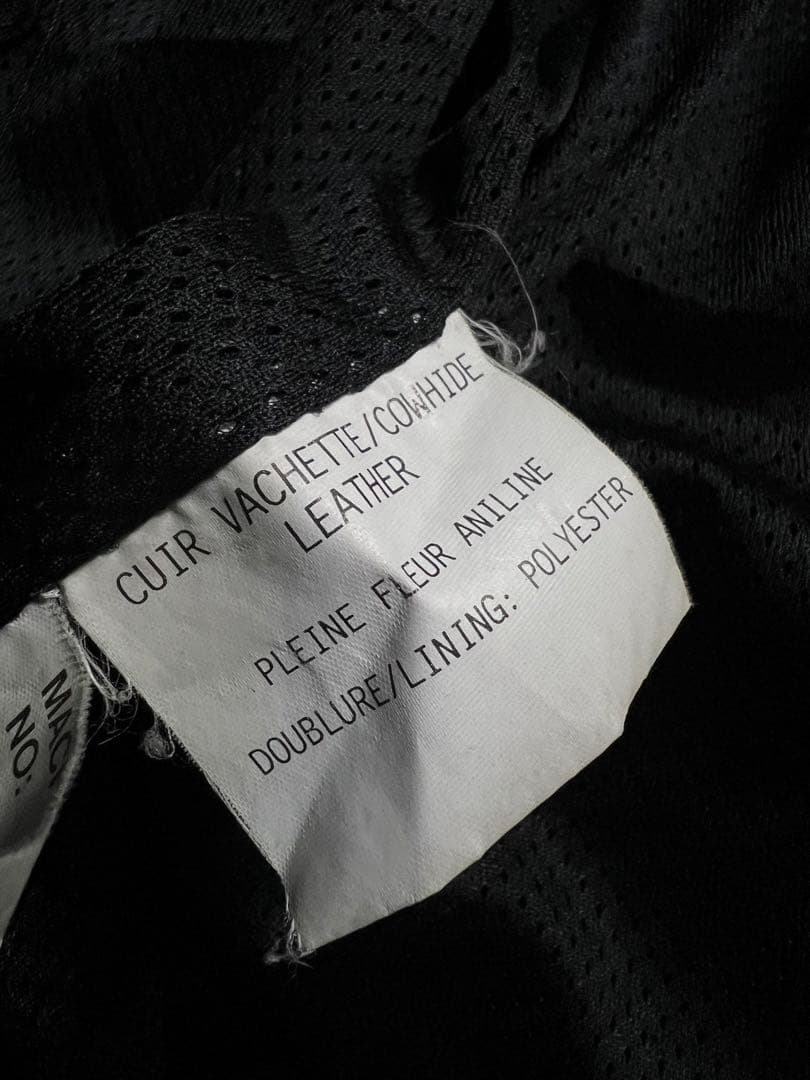 CUIR VACHETTE/COWHIDE
LEATHER
PLEINE FLEUR ANILINE
DOUBLURE/LINING: POLYESTER
NO: